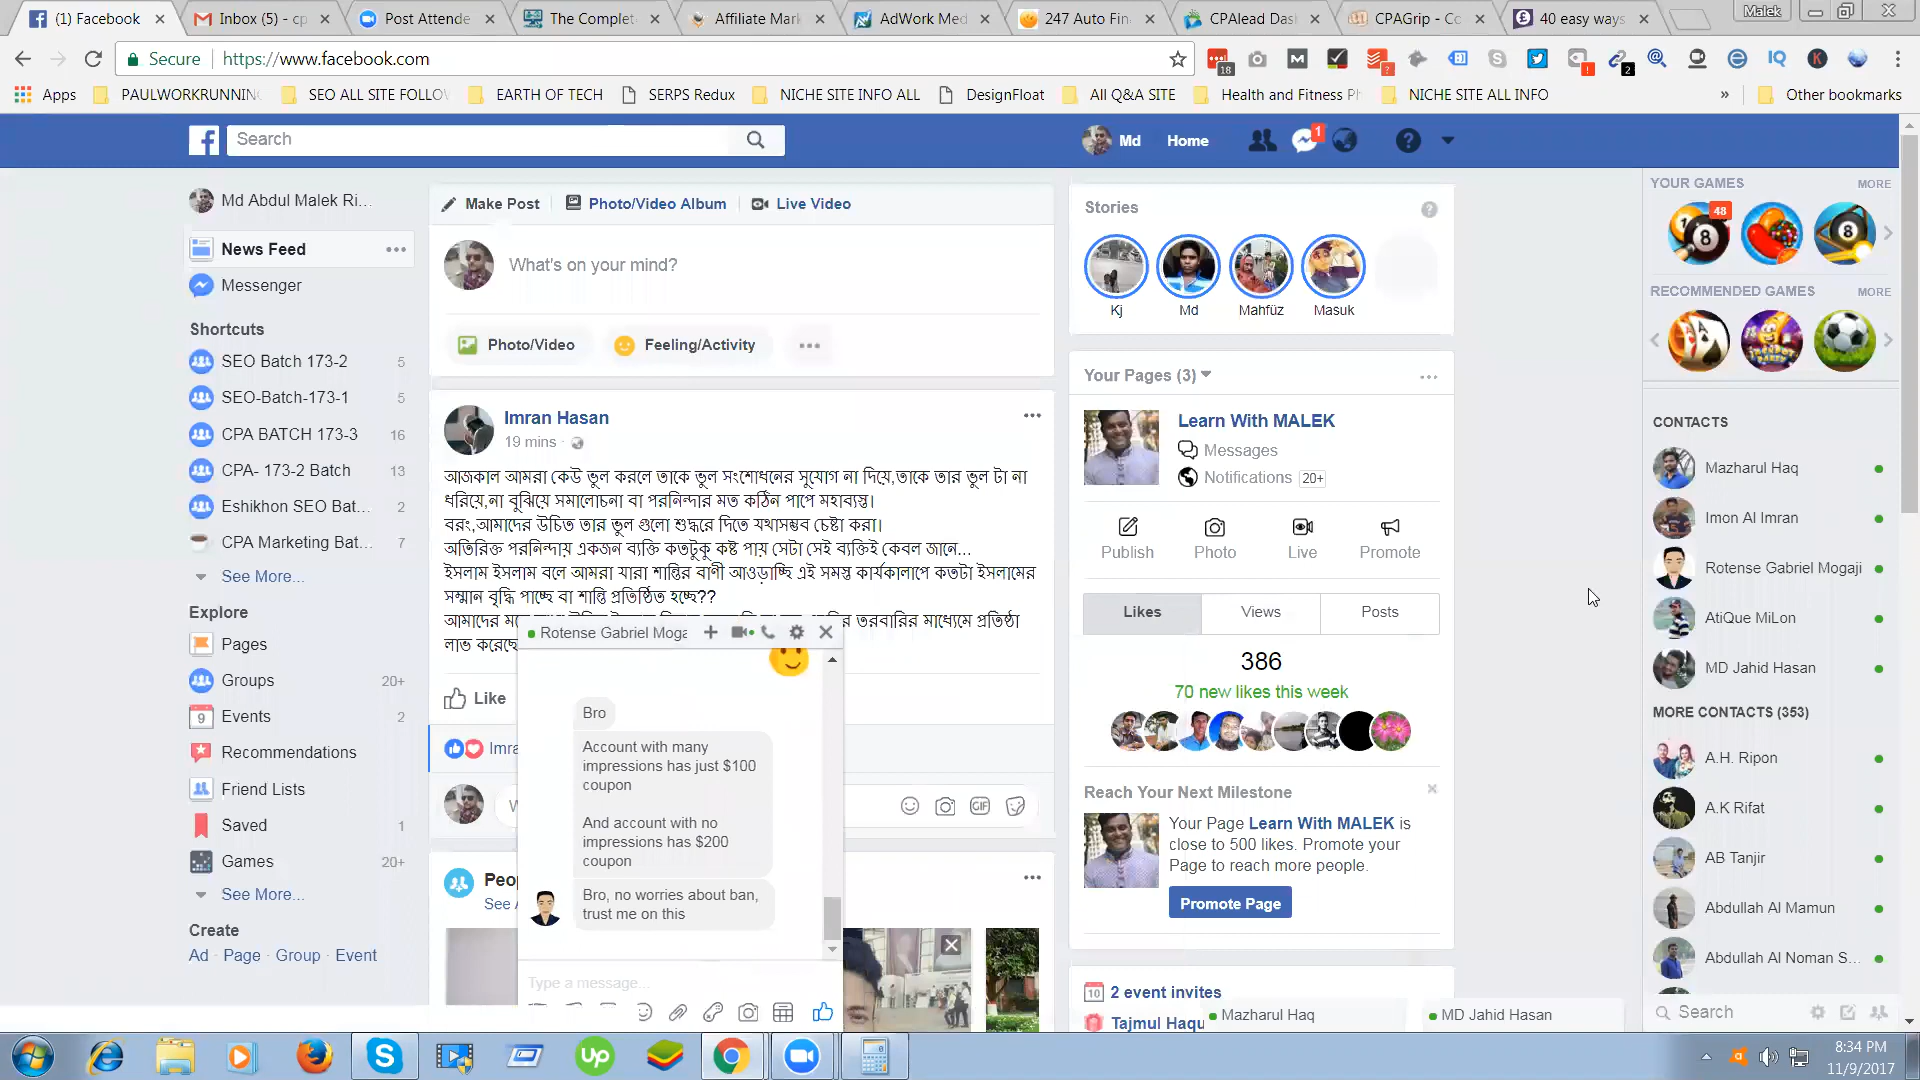 (1) Facebook
Inbox (5) - cp
Post Attende
The Complet
Affiliate Mark
AdWork Med
247 Auto Fin
CPAlead Das
CPAGrip - Co
40 easy ways
Malek
Secure
https://www.facebook.com
18
2
Apps
PAULWORKRUNNING
SEO ALL SITE FOLLOW
EARTH OF TECH
SERPS Redux
NICHE SITE INFO ALL
DesignFloat
All Q&A SITE
Health and Fitness Ph
NICHE SITE ALL INFO
»
Other bookmarks
Search
Md
Home
1
Md Abdul Malek Ri...
News Feed
Messenger
Shortcuts
SEO Batch 173-2 5
SEO-Batch-173-1 5
CPA BATCH 173-3 16
CPA- 173-2 Batch 13
Eshikhon SEO Bat... 2
CPA Marketing Bat... 7
See More...
Explore
Pages
Groups 20+
Events 2
Recommendations
Friend Lists
Saved 1
Games 20+
See More...
Create
Ad · Page · Group · Event
Make Post
Photo/Video Album
Live Video
What's on your mind?
Photo/Video
Feeling/Activity
Imran Hasan
19 mins ·
আজকাল আমরা কেউ ভুল করলে তাকে ভুল সংশোধনের সুযোগ না দিয়ে,তাকে তার ভুল টা না
ধরিয়ে,না বুঝিয়ে সমালোচনা বা পরনিন্দার মত কঠিন পাপে মহাব্যস্ত।
বরং,আমাদের উচিত তার ভুল গুলো শুদ্ধরে দিতে যথাসম্ভব চেষ্টা করা।
অতিরিক্ত পরনিন্দায় একজন ব্যক্তি কতটুকু কষ্ট পায় সেটা সেই ব্যক্তিই কেবল জানে...
ইসলাম ইসলাম বলে আমরা যারা শান্তির বাণী আওড়াচ্ছি এই সমস্ত কার্যকালাপে কতটা ইসলামের
সম্মান বৃদ্ধি পাচ্ছে বা শান্তি প্রতিষ্ঠিত হচ্ছে??
আমাদের
তরবারির মাধ্যমে প্রতিষ্ঠা
লাভ করেছে
Like
Imra
Peop
See A
Rotense Gabriel Moga
Bro
Account with many
impressions has just $100
coupon
And account with no
impressions has $200
coupon
Bro, no worries about ban,
trust me on this
Type a message...
GIF
Stories
Kj
Md
Mahfüz
Masuk
Your Pages (3)
Learn With MALEK
Messages
Notifications 20+
Publish
Photo
Live
Promote
Likes
Views
Posts
386
70 new likes this week
Reach Your Next Milestone
Your Page Learn With MALEK is
close to 500 likes. Promote your
Page to reach more people.
Promote Page
2 event invites
Tajmul Haqu
Mazharul Haq
MD Jahid Hasan
YOUR GAMES
MORE
48
RECOMMENDED GAMES
MORE
CONTACTS
Mazharul Haq
Imon Al Imran
Rotense Gabriel Mogaji
AtiQue MiLon
MD Jahid Hasan
MORE CONTACTS (353)
A.H. Ripon
A.K Rifat
AB Tanjir
Abdullah Al Mamun
Abdullah Al Noman S...
Search
8:34 PM
11/9/2017